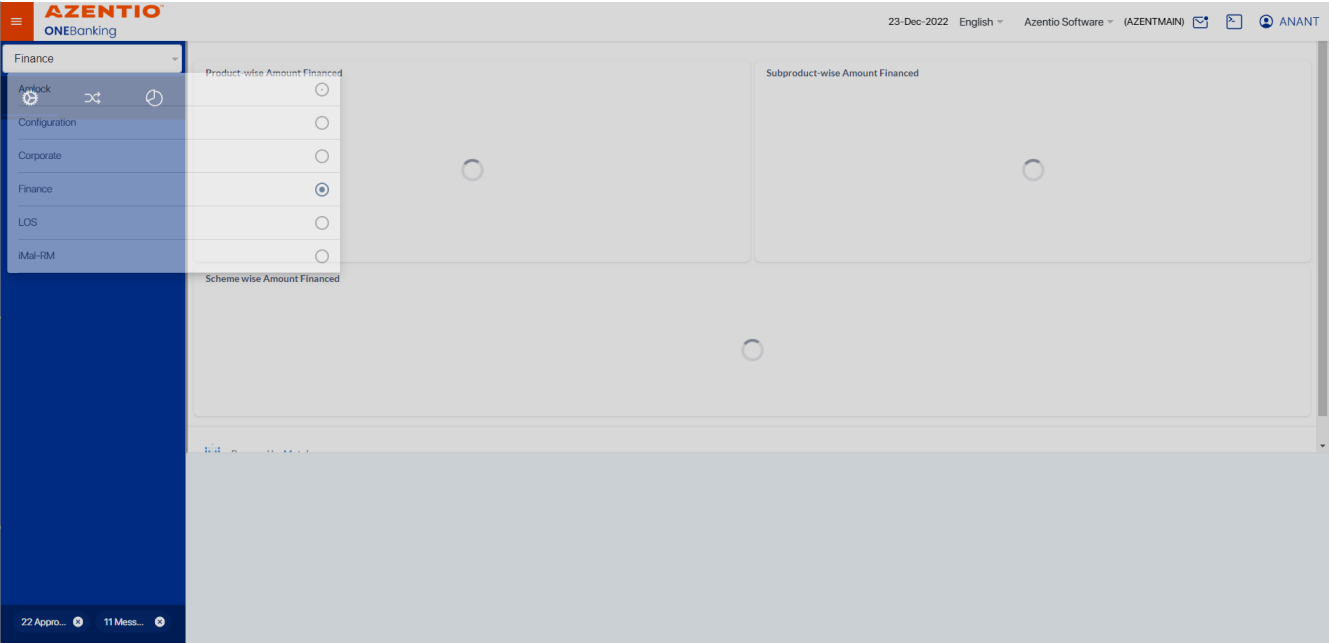 AZENTIO
ONEBanking
23-Dec-2022 English Azentio Software (AZENTMAIN) ANANT
Finance
Product-wise Amount Financed
Subproduct-wise Amount Financed
Amlock
Configuration
Corporate
Finance
LOS
iMal-RM
Scheme wise Amount Financed
22 Appro... 11 Mess...